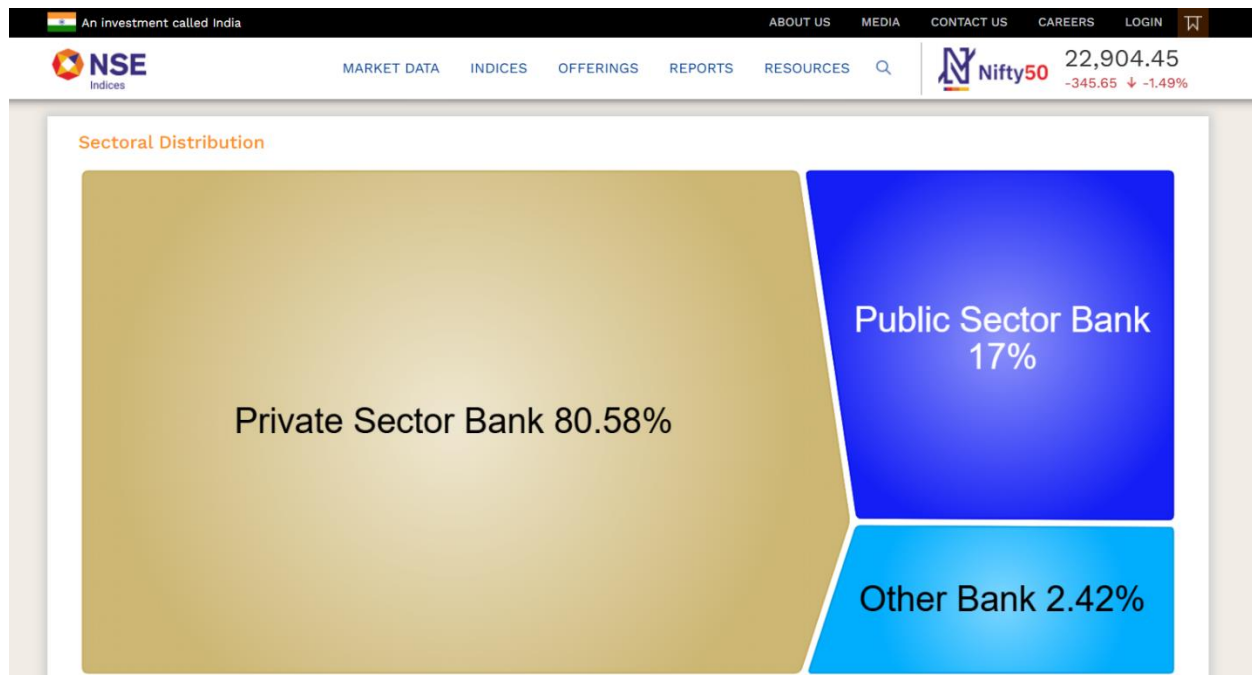 An investment called India
ABOUT US MEDIA CONTACT US CAREERS LOGIN
NSE
Indices
MARKET DATA INDICES OFFERINGS REPORTS RESOURCES
Nifty50
22,904.45
-345.65 ↓ -1.49%
Sectoral Distribution
Private Sector Bank 80.58%
Public Sector Bank
17%
Other Bank 2.42%